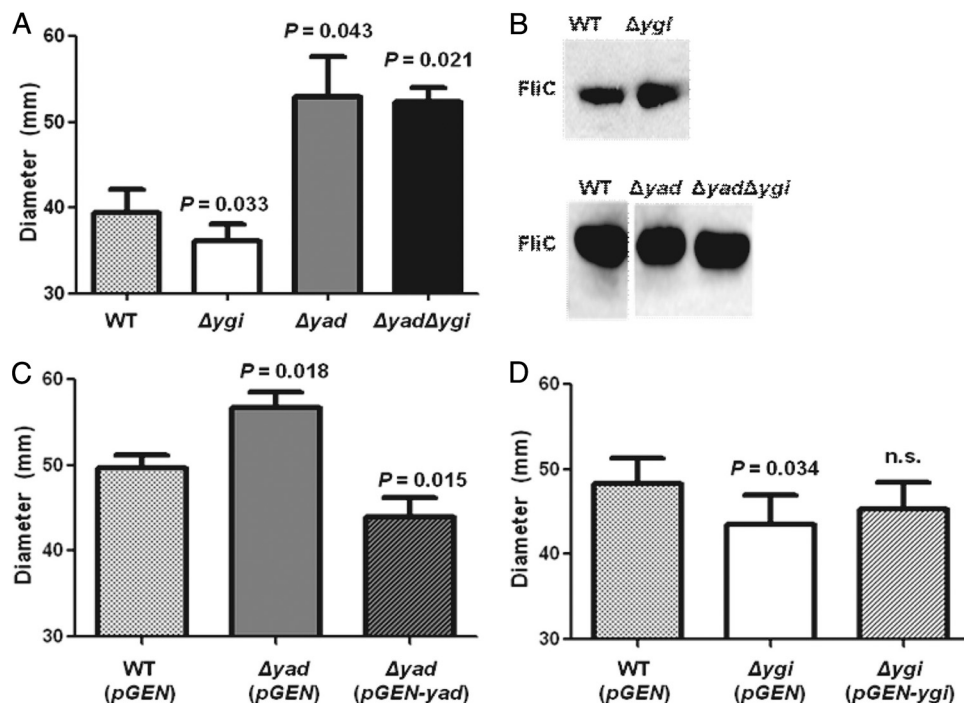 A
Diameter (mm)
60
50
40
30
P = 0.033
P = 0.043
P = 0.021
WT
Δygi
Δyad
ΔyadΔygi
B
WT Δygi
FliC
WT Δyad ΔyadΔygi
FliC
C
Diameter (mm)
60
50
40
30
P = 0.018
P = 0.015
WT
(pGEN)
Δyad
(pGEN)
Δyad
(pGEN-yad)
D
Diameter (mm)
60
50
40
30
P = 0.034
n.s.
WT
(pGEN)
Δygi
(pGEN)
Δygi
(pGEN-ygi)